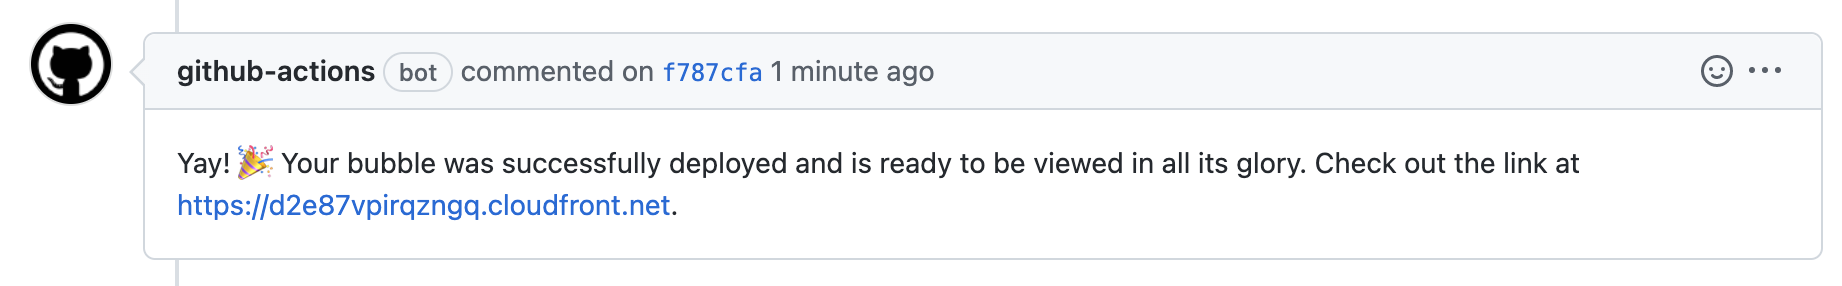 github-actions bot commented on f787cfa 1 minute ago
Yay! 🎉 Your bubble was successfully deployed and is ready to be viewed in all its glory. Check out the link at
https://d2e87vpirqzngq.cloudfront.net.